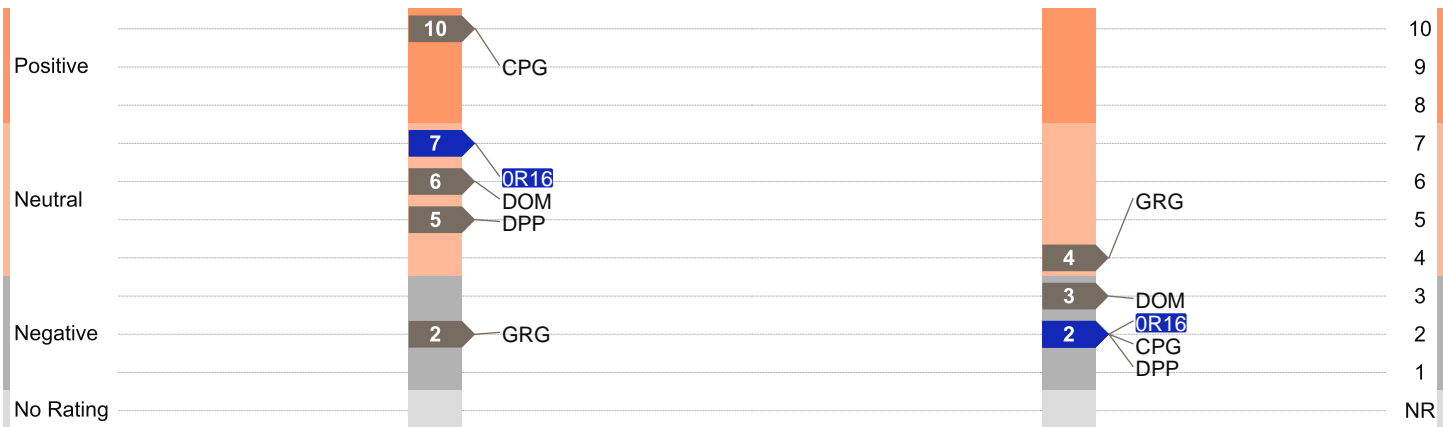 10 10
CPG
Positive 9
8
7 7
6 0R16 6
Neutral DOM GRG
5 DPP 5
4 4
3 DOM 3
Negative 2 GRG 2 0R16 2
CPG
DPP 1
No Rating NR